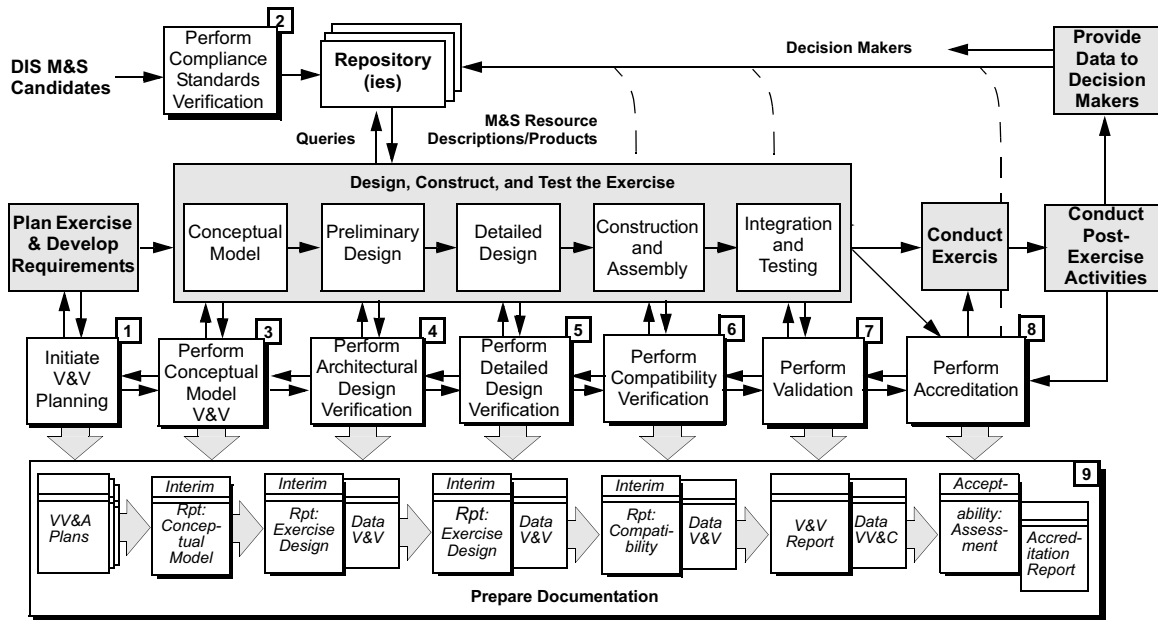 2
Perform
Compliance
Standards
Verification
DIS M&S
Candidates
Repository
(ies)
Decision Makers
Provide
Data to
Decision
Makers
Queries
M&S Resource
Descriptions/Products
Design, Construct, and Test the Exercise
Plan Exercise
& Develop
Requirements
Conceptual
Model
Preliminary
Design
Detailed
Design
Construction
and
Assembly
Integration
and
Testing
Conduct
Exercis
Conduct
Post-
Exercise
Activities
1
Initiate
V&V
Planning
3
Perform
Conceptual
Model
V&V
4
Perform
Architectural
Design
Verification
5
Perform
Detailed
Design
Verification
6
Perform
Compatibility
Verification
7
Perform
Validation
8
Perform
Accreditation
9
VV&A
Plans
Interim
Rpt:
Concep-
tual
Model
Interim
Rpt:
Exercise
Design
Data
V&V
Interim
Rpt:
Exercise
Design
Data
V&V
Interim
Rpt:
Compati-
bility
Data
V&V
V&V
Report
Data
VV&C
Accept-
ability:
Assess-
ment
Accred-
itation
Report
Prepare Documentation